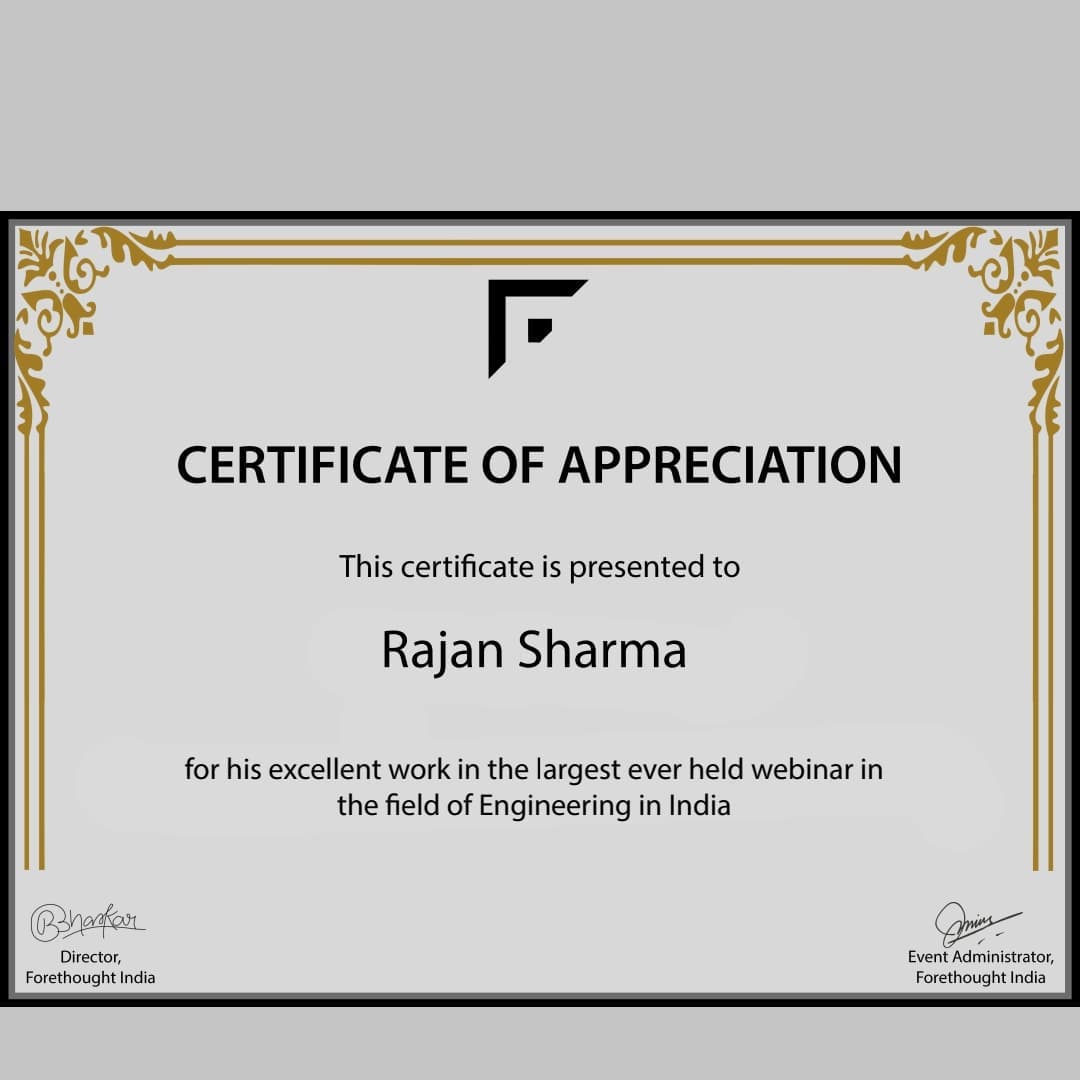 CERTIFICATE OF APPRECIATION
This certificate is presented to
Rajan Sharma
for his excellent work in the largest ever held webinar in
the field of Engineering in India
Bhaskar
Director,
Forethought India
Event Administrator,
Forethought India